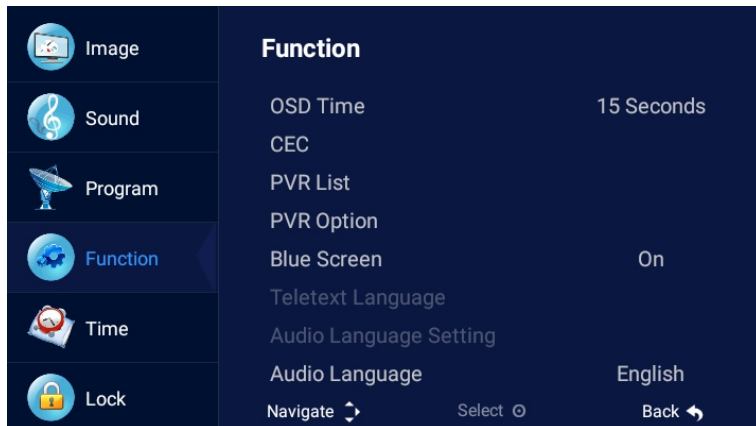 Image
Sound
Program
Function
Time
Lock
Function
OSD Time 15 Seconds
CEC
PVR List
PVR Option
Blue Screen On
Teletext Language
Audio Language Setting
Audio Language English
Navigate Select Back